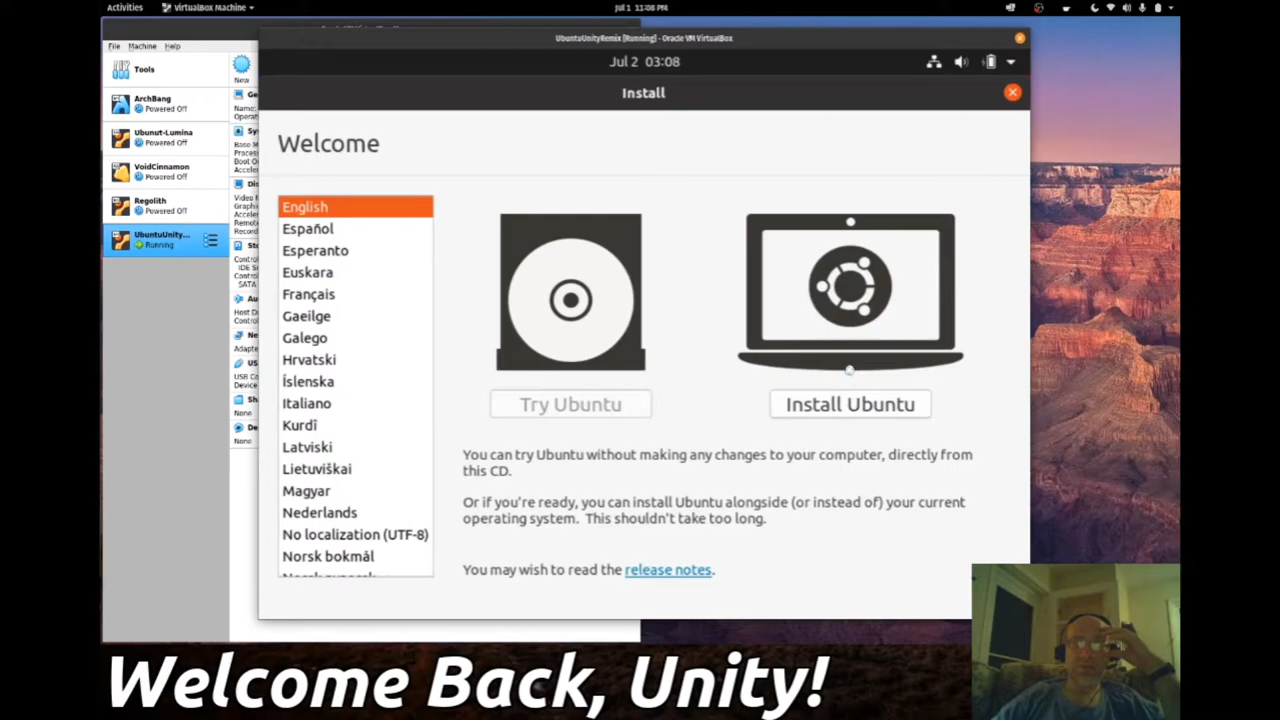 Activities
VirtualBox Machine
Jul 1 11:08 PM
File Machine Help
Tools
New
ArchBang
Powered Off
Ubunut-Lumina
Powered Off
VoidCinnamon
Powered Off
Regolith
Powered Off
UbuntuUnity...
Running
Name:
None
None
UbuntuUnityRemix [Running] - Oracle VM VirtualBox
Jul 2 03:08
Install
Welcome
English
Español
Esperanto
Euskara
Français
Gaeilge
Galego
Hrvatski
Íslenska
Italiano
Kurdî
Latviski
Lietuviškai
Magyar
Nederlands
No localization (UTF-8)
Norsk bokmål
Try Ubuntu
Install Ubuntu
You can try Ubuntu without making any changes to your computer, directly from
this CD.
Or if you're ready, you can install Ubuntu alongside (or instead of) your current
operating system. This shouldn't take too long.
You may wish to read the release notes.
Welcome Back, Unity!